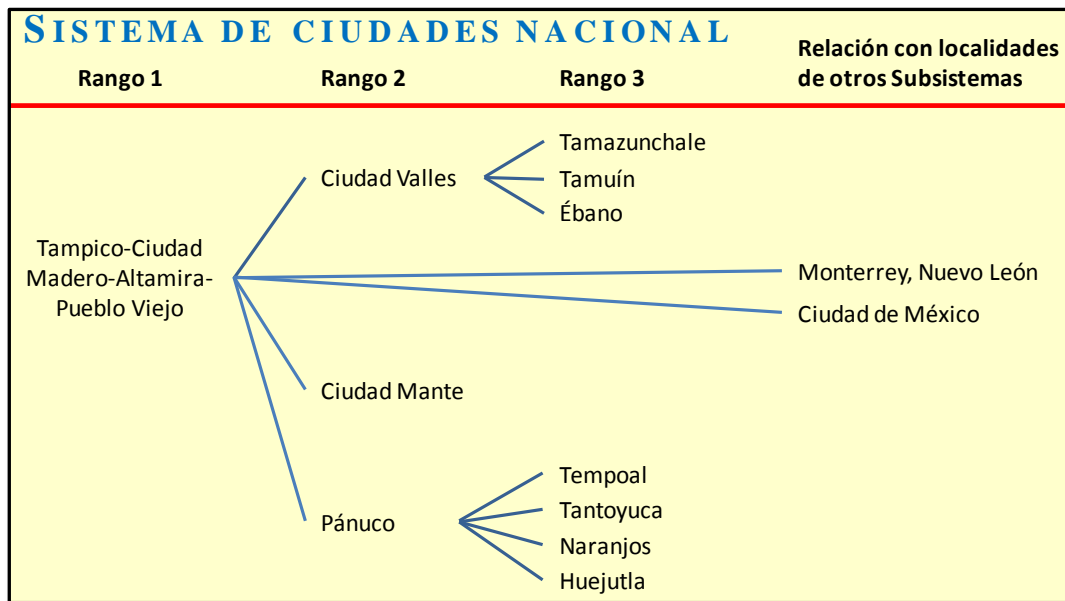 SISTEMA DE CIUDADES NACIONAL
Rango 1
Rango 2
Rango 3
Relación con localidades
de otros Subsistemas
Tampico-Ciudad
Madero-Altamira-
Pueblo Viejo
Ciudad Valles
Tamazunchale
Tamuín
Ébano
Monterrey, Nuevo León
Ciudad de México
Ciudad Mante
Pánuco
Tempoal
Tantoyuca
Naranjos
Huejutla